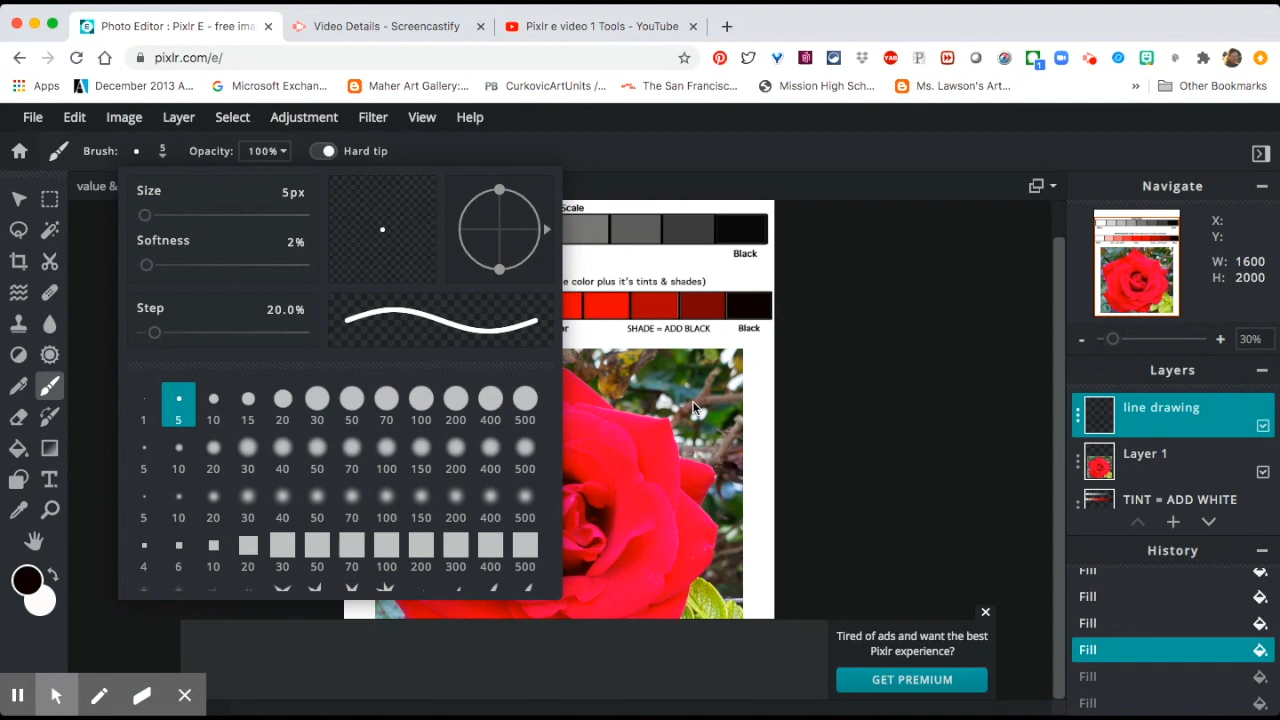 Photo Editor : Pixlr E - free ima
Video Details - Screencastify
Pixlr e video 1 Tools - YouTube
pixlr.com/e/
YAB
1
Apps
December 2013 A...
Microsoft Exchan...
Maher Art Gallery:...
PB CurkovicArtUnits /...
The San Francisc...
Mission High Sch...
Ms. Lawson's Art...
»
Other Bookmarks
File Edit Image Layer Select Adjustment Filter View Help
Brush: 5 Opacity: 100% Hard tip
value &
Size 5px
Softness 2%
Step 20.0%
1 5 10 15 20 30 50 70 100 150 200 400 500
5 10 20 30 40 50 70 100 150 200 400 500
5 10 20 30 40 50 70 100 150 200 400 500
4 6 10 20 30 50 70 100 150 200 400 500
Scale
Black
e color plus it's tints & shades)
or SHADE = ADD BLACK Black
Tired of ads and want the best
Pixlr experience?
GET PREMIUM
Navigate
X:
Y:
W: 1600
H: 2000
30%
Layers
line drawing
Layer 1
TINT = ADD WHITE
History
Fill
Fill
Fill
Fill
Fill
Fill